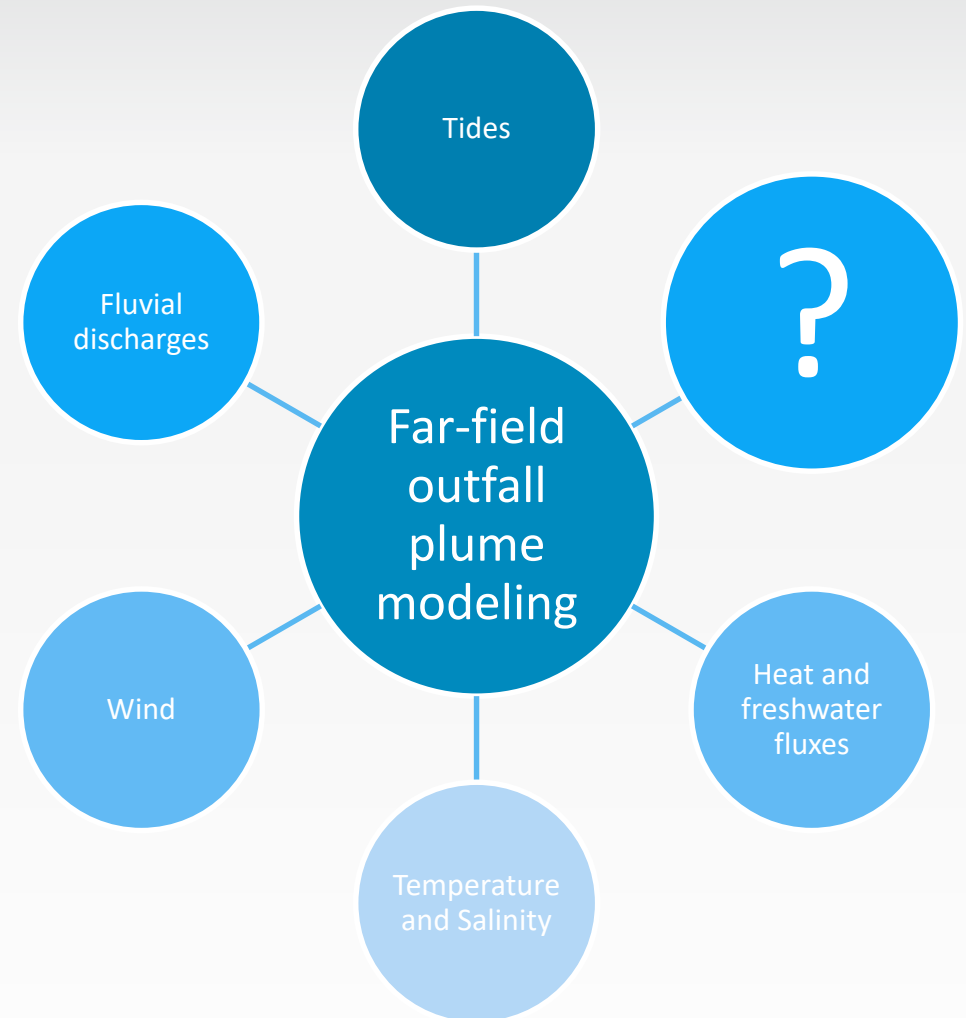 Tides
?
Fluvial
discharges
Far-field
outfall
plume
modeling
Wind
Heat and
freshwater
fluxes
Temperature
and Salinity